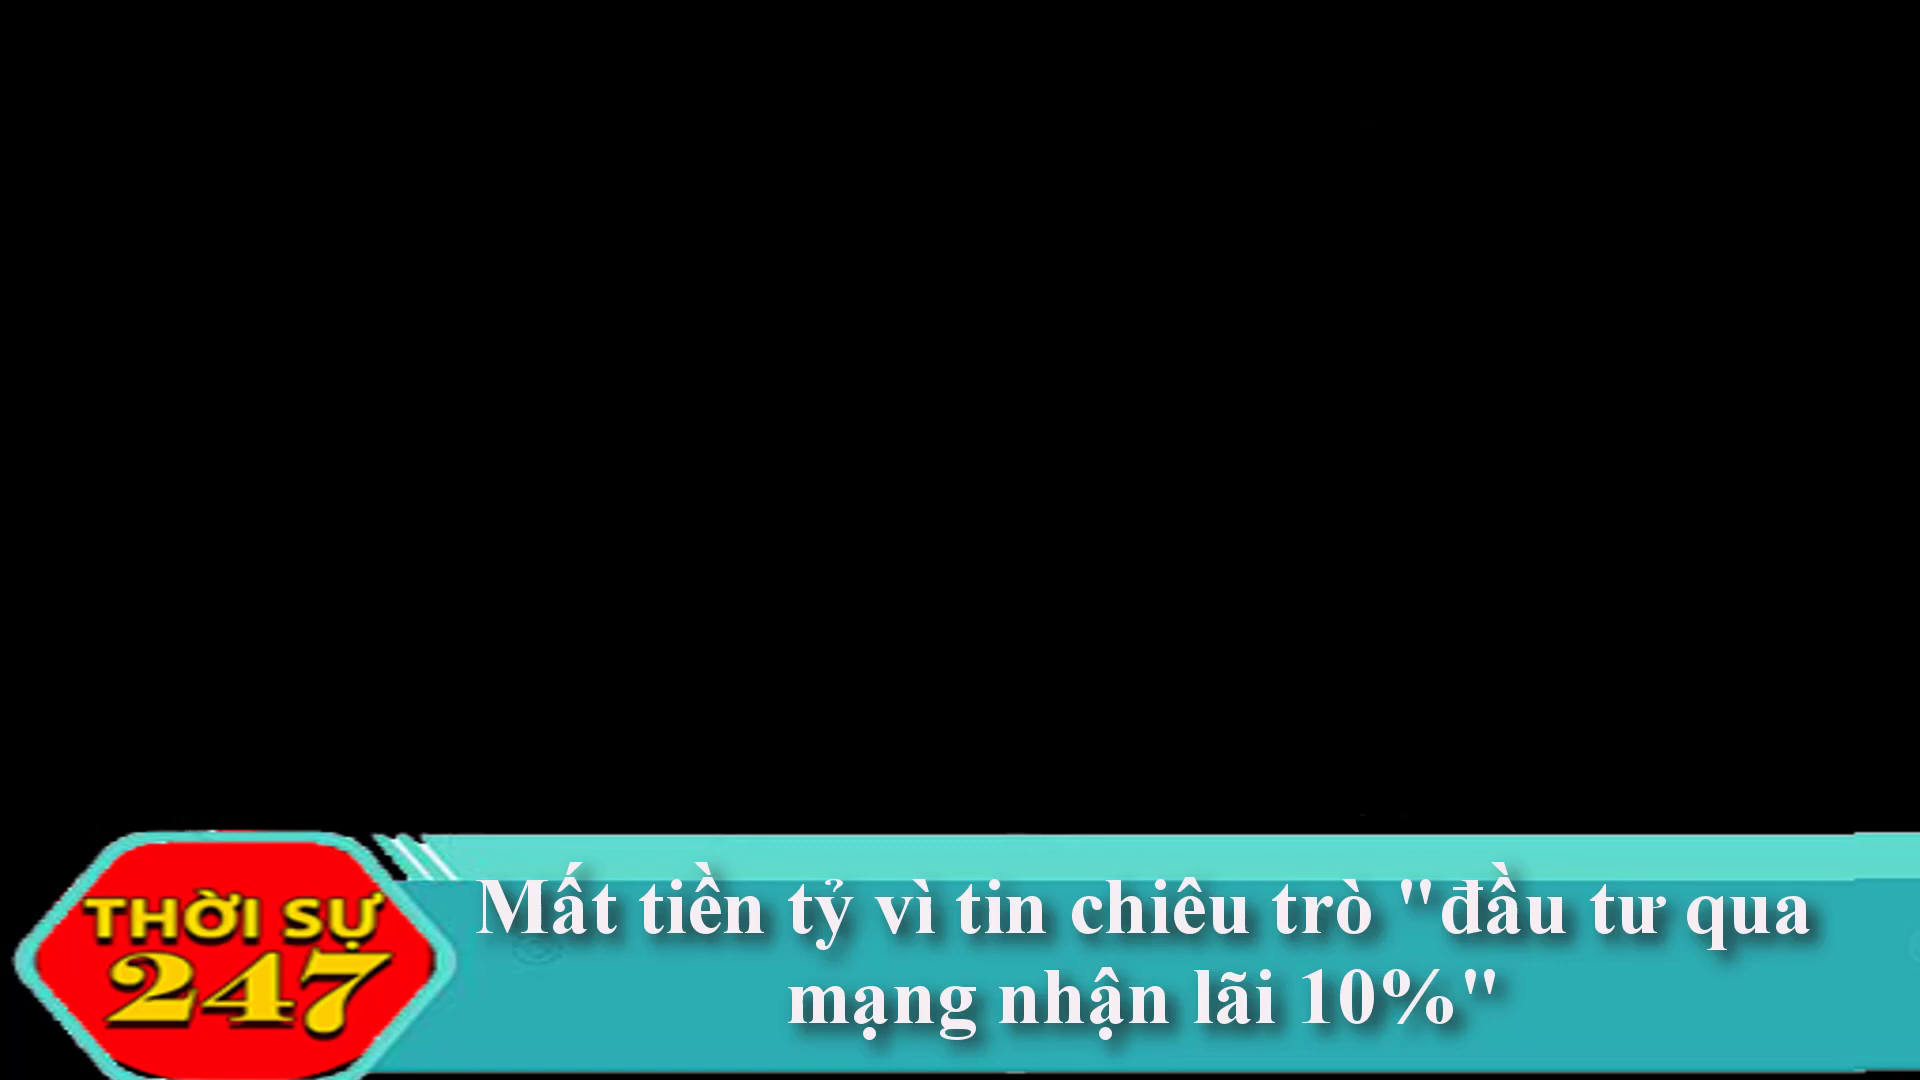 THỜI SỰ
247
Mất tiền tỷ vì tin chiêu trò "đầu tư qua
mạng nhận lãi 10%"